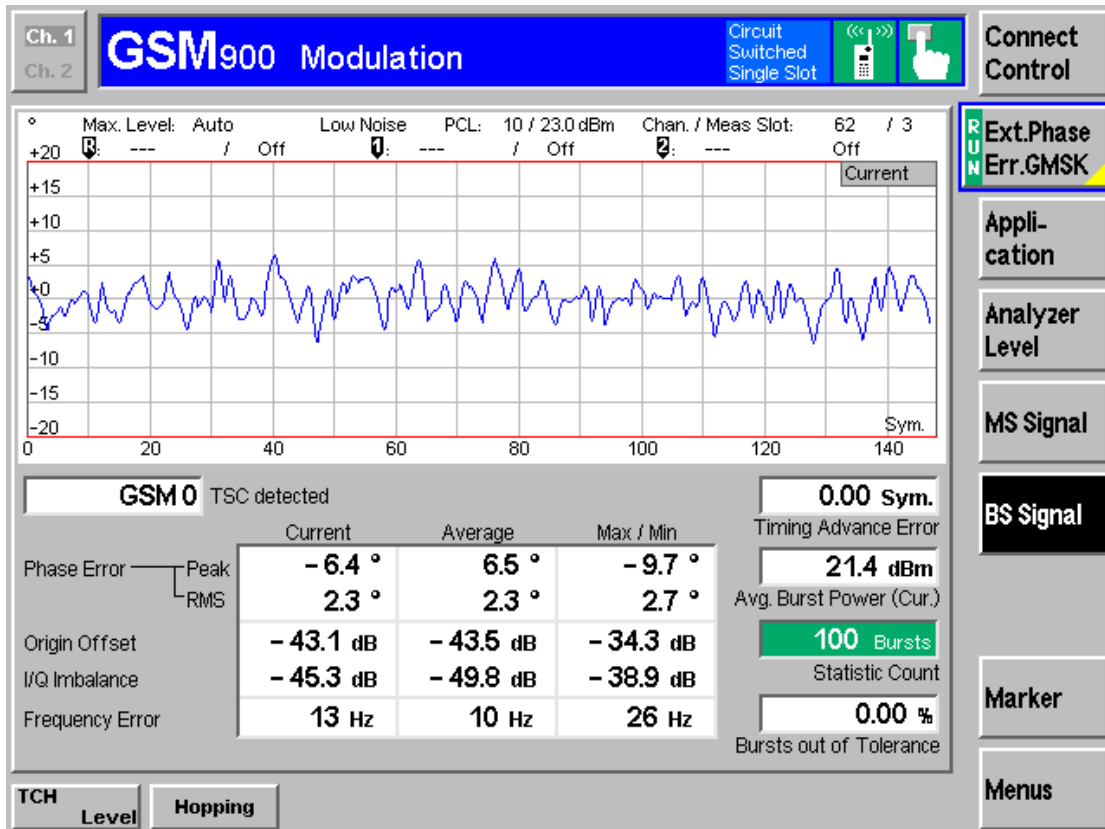 Ch. 1
Ch. 2
GSM900 Modulation
Circuit
Switched
Single Slot
Connect
Control
° Max. Level: Auto Low Noise PCL: 10 / 23.0 dBm Chan. / Meas Slot: 62 / 3
R: --- / Off 1: --- / Off 2: --- Off
Current
+20
+15
+10
+5
+0
-5
-10
-15
-20
Sym.
0 20 40 60 80 100 120 140
RUN
Ext.Phase
Err.GMSK
Appli-
cation
Analyzer
Level
MS Signal
BS Signal
Marker
Menus
GSM 0 TSC detected
0.00 Sym.
Timing Advance Error
Current Average Max / Min
Phase Error Peak - 6.4 ° 6.5 ° - 9.7 °
RMS 2.3 ° 2.3 ° 2.7 °
21.4 dBm
Avg. Burst Power (Cur.)
Origin Offset - 43.1 dB - 43.5 dB - 34.3 dB
I/Q Imbalance - 45.3 dB - 49.8 dB - 38.9 dB
100 Bursts
Statistic Count
Frequency Error 13 Hz 10 Hz 26 Hz
0.00 %
Bursts out of Tolerance
TCH
Level
Hopping